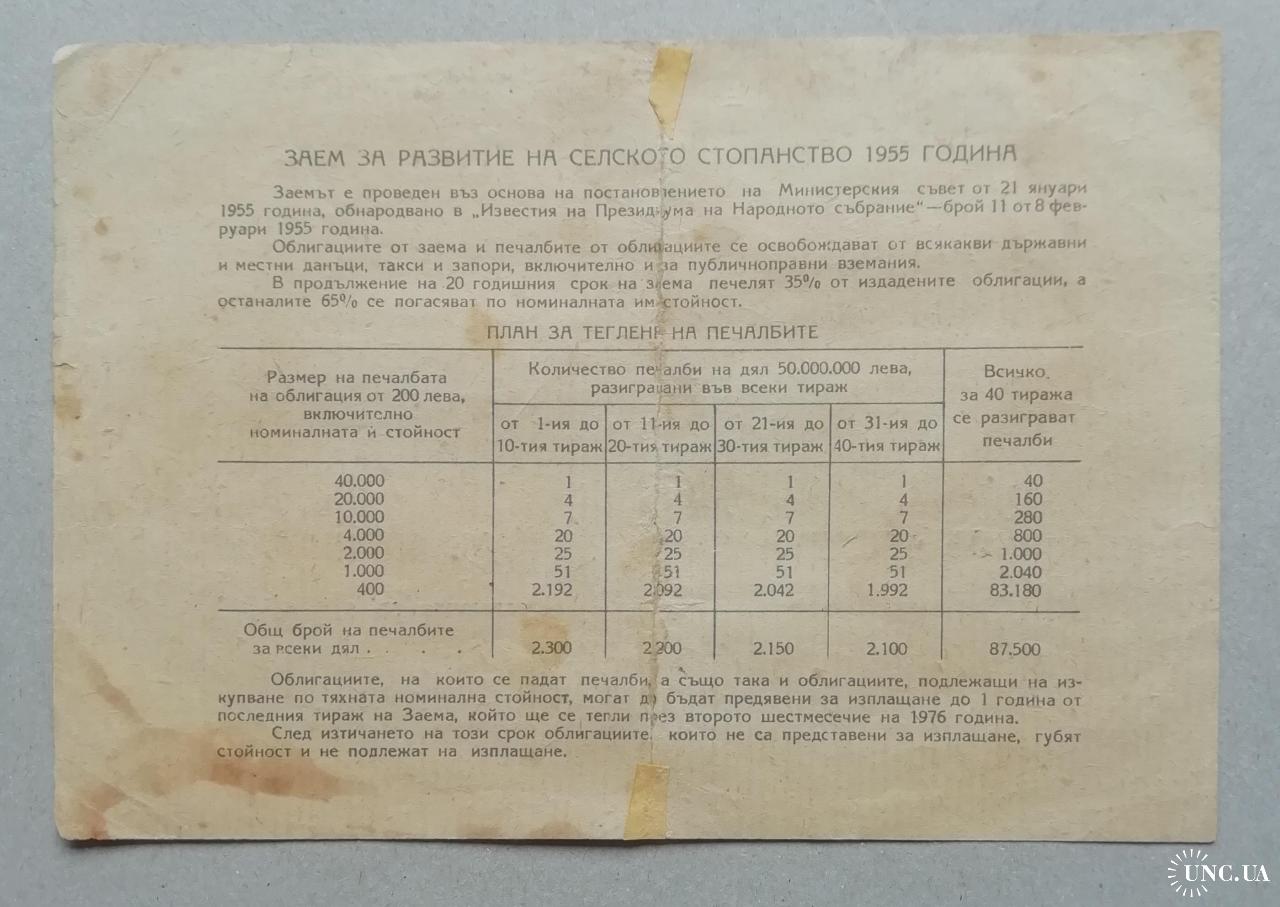 ЗАЕМ ЗА РАЗВИТИЕ НА СЕЛСКОТО СТОПАНСТВО 1955 ГОДИНА
Заемът е проведен въз основа на постановлението на Министерския съвет от 21 януари
1955 година, обнародвано в „Известия на Президиума на Народното събрание“—брой 11 от 8 фев-
руари 1955 година.
Облигациите от заема и печалбите от облигациите се освобождават от всякакви държавни
и местни данъци, такси и запори, включително и за публичноправни вземания.
В продължение на 20 годишния срок на заема печелят 35% от издадените облигации, а
останалите 65% се погасяват по номиналната им стойност.
ПЛАН ЗА ТЕГЛЕНЕ НА ПЕЧАЛБИТЕ
Размер на печалбата
на облигация от 200 лева,
включително
номиналната ѝ стойност
Количество печалби на дял 50.000.000 лева,
разигравани във всеки тираж
от 1-ия до 10-тия тираж
от 11-ия до 20-тия тираж
от 21-ия до 30-тия тираж
от 31-ия до 40-тия тираж
Всичко,
за 40 тиража
се разиграват
печалби
40.000 1 1 1 1 40
20.000 4 4 4 4 160
10.000 7 7 7 7 280
4.000 20 20 20 20 800
2.000 25 25 25 25 1.000
1.000 51 51 51 51 2.040
400 2.192 2.092 2.042 1.992 83.180
Общ брой на печалбите
за всеки дял . . . . . 2.300 2.200 2.150 2.100 87.500
Облигациите, на които се падат печалби, а също така и облигациите, подлежащи на из-
купване по тяхната номинална стойност, могат да бъдат предявени за изплащане до 1 година от
последния тираж на Заема, който ще се тегли през второто шестмесечие на 1976 година.
След изтичането на този срок облигациите, които не са представени за изплащане, губят
стойност и не подлежат на изплащане.
UNC.UA